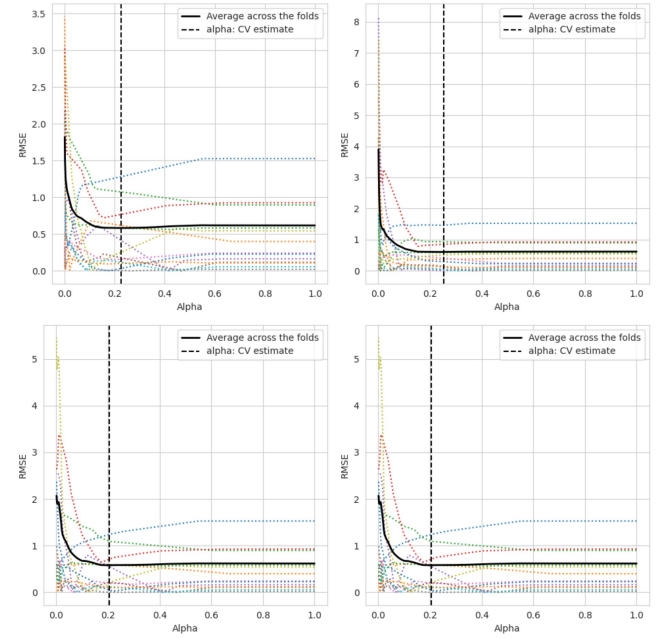 Average across the folds
alpha: CV estimate
3.5
3.0
2.5
2.0
1.5
1.0
0.5
0.0
RMSE
0.0 0.2 0.4 0.6 0.8 1.0
Alpha
Average across the folds
alpha: CV estimate
8
7
6
5
4
3
2
1
0
RMSE
0.0 0.2 0.4 0.6 0.8 1.0
Alpha
Average across the folds
alpha: CV estimate
5
4
3
2
1
0
RMSE
0.0 0.2 0.4 0.6 0.8 1.0
Alpha
Average across the folds
alpha: CV estimate
5
4
3
2
1
0
RMSE
0.0 0.2 0.4 0.6 0.8 1.0
Alpha